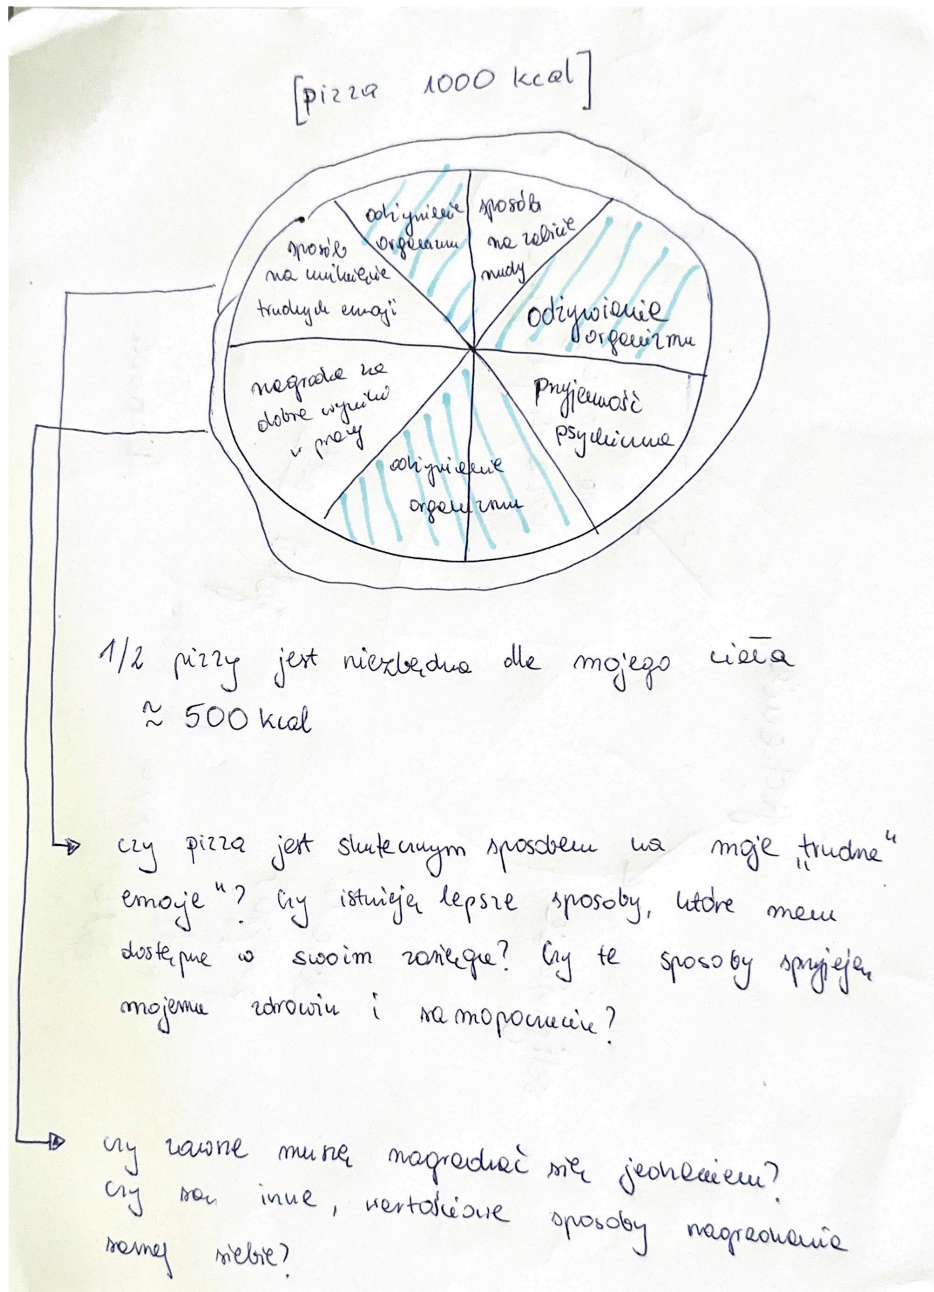 [pizza 1000 kcal]
odżywienie
organizmu
sposób
na zabicie
nudy
sposób
na uniknięcie
trudnych emocji
odżywienie
organizmu
nagroda za
dobre wyniki
w pracy
przyjemność
psychiczna
odżywienie
organizmu
1/2 pizzy jest niezbędna dla mojego ciała
≈ 500 kcal
czy pizza jest skutecznym sposobem na moje „trudne"
emocje"? Czy istnieją lepsze sposoby, które mam
dostępne w swoim zasięgu? Czy te sposoby sprzyjają
mojemu zdrowiu i samopoczuciu?
czy zawsze muszę nagradzać się jedzeniem?
Czy są inne, wartościowe sposoby nagradzania
samej siebie?